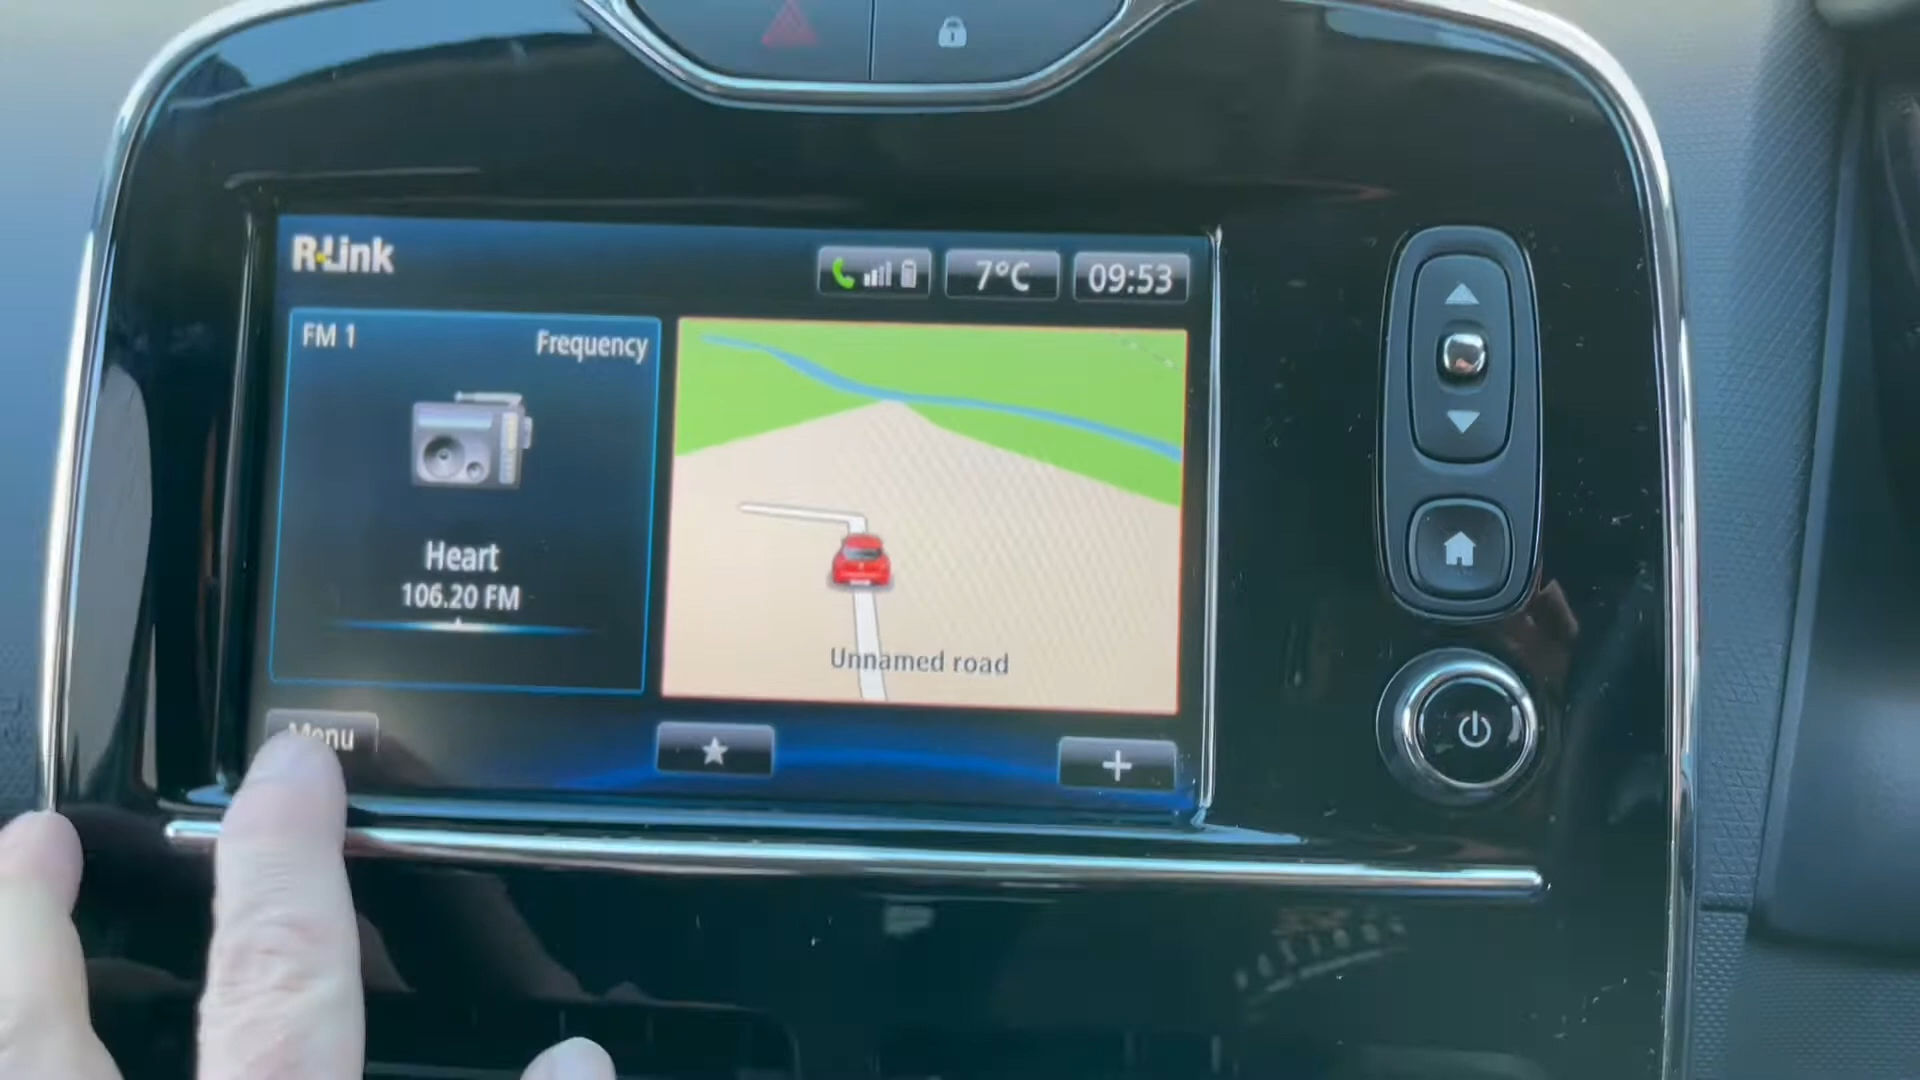 R-Link
7°C
09:53
FM 1
Frequency
Heart
106.20 FM
Unnamed road
Menu